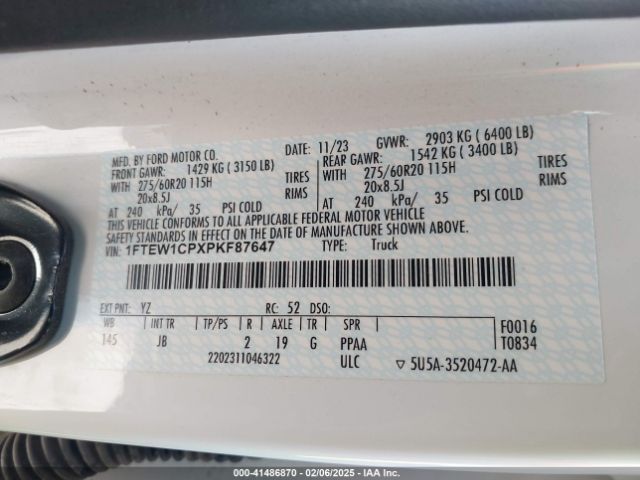 MFD. BY FORD MOTOR CO. DATE: 11/23 GVWR: 2903 KG ( 6400 LB)
FRONT GAWR: 1429 KG ( 3150 LB) REAR GAWR: 1542 KG ( 3400 LB)
WITH 275/60R20 115H TIRES WITH 275/60R20 115H TIRES
20x8.5J RIMS 20x8.5J RIMS
AT 240 kPa/ 35 PSI COLD AT 240 kPa/ 35 PSI COLD
THIS VEHICLE CONFORMS TO ALL APPLICABLE FEDERAL MOTOR VEHICLE
SAFETY STANDARDS IN EFFECT ON THE DATE OF MANUFACTURE SHOWN ABOVE.
VIN: 1FTEW1CPXPKF87647 TYPE: Truck
EXT PNT: YZ RC: 52 DSO:
WB INT TR TP/PS R AXLE TR SPR F0016
145 JB 2 19 G PPAA T0834
2202311046322 ULC ▽ 5U5A-3520472-AA
000-41486870 - 02/06/2025 - IAA Inc.